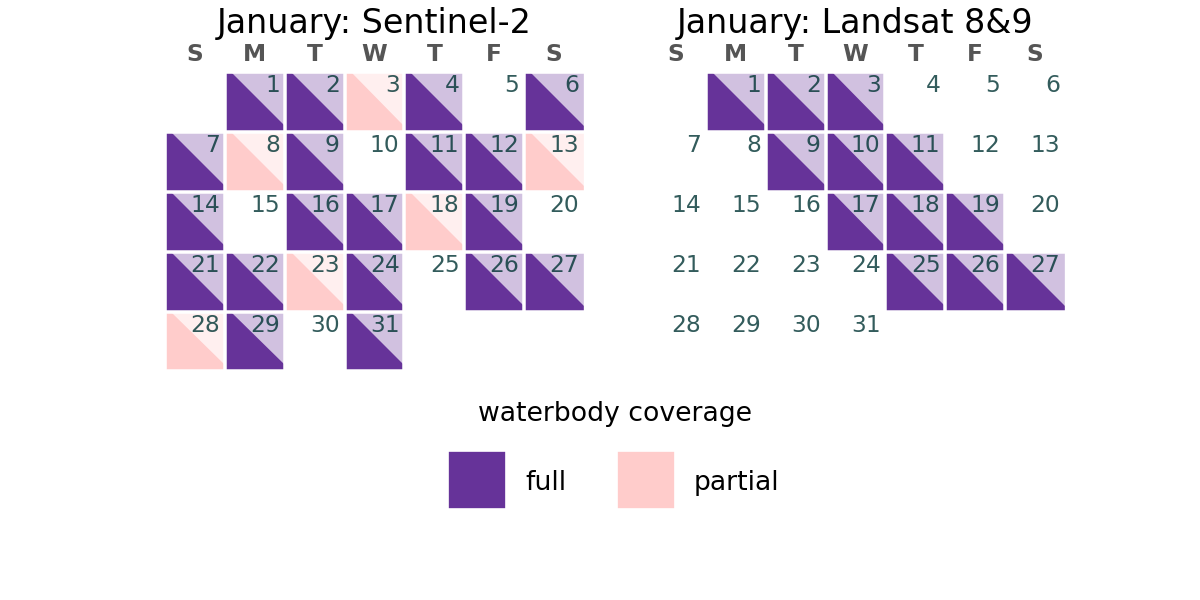 January: Sentinel-2
S M T W T F S
1 2 3 4 5 6
7 8 9 10 11 12 13
14 15 16 17 18 19 20
21 22 23 24 25 26 27
28 29 30 31
January: Landsat 8&9
S M T W T F S
1 2 3 4 5 6
7 8 9 10 11 12 13
14 15 16 17 18 19 20
21 22 23 24 25 26 27
28 29 30 31
waterbody coverage
full partial